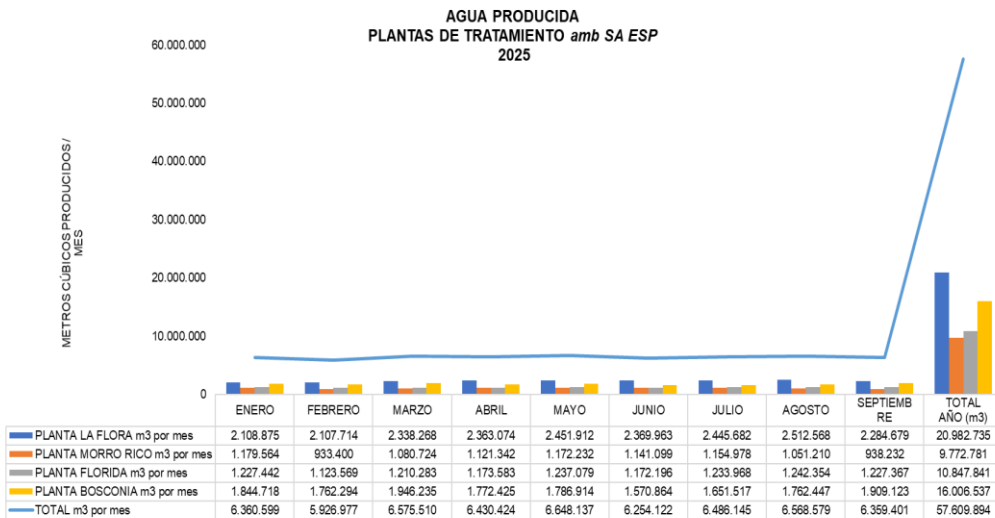 AGUA PRODUCIDA
PLANTAS DE TRATAMIENTO amb SA ESP
2025
METROS CÚBICOS PRODUCIDOS /
MES
60.000.000
50.000.000
40.000.000
30.000.000
20.000.000
10.000.000
0
ENERO FEBRERO MARZO ABRIL MAYO JUNIO JULIO AGOSTO SEPTIEMB
RE TOTAL
AÑO (m3)
PLANTA LA FLORA m3 por mes 2.108.875 2.107.714 2.338.268 2.363.074 2.451.912 2.369.963 2.445.682 2.512.568 2.284.679 20.982.735
PLANTA MORRO RICO m3 por mes 1.179.564 933.400 1.080.724 1.121.342 1.172.232 1.141.099 1.154.978 1.051.210 938.232 9.772.781
PLANTA FLORIDA m3 por mes 1.227.442 1.123.569 1.210.283 1.173.583 1.237.079 1.172.196 1.233.968 1.242.354 1.227.367 10.847.841
PLANTA BOSCONIA m3 por mes 1.844.718 1.762.294 1.946.235 1.772.425 1.786.914 1.570.864 1.651.517 1.762.447 1.909.123 16.006.537
TOTAL m3 por mes 6.360.599 5.926.977 6.575.510 6.430.424 6.648.137 6.254.122 6.486.145 6.568.579 6.359.401 57.609.894